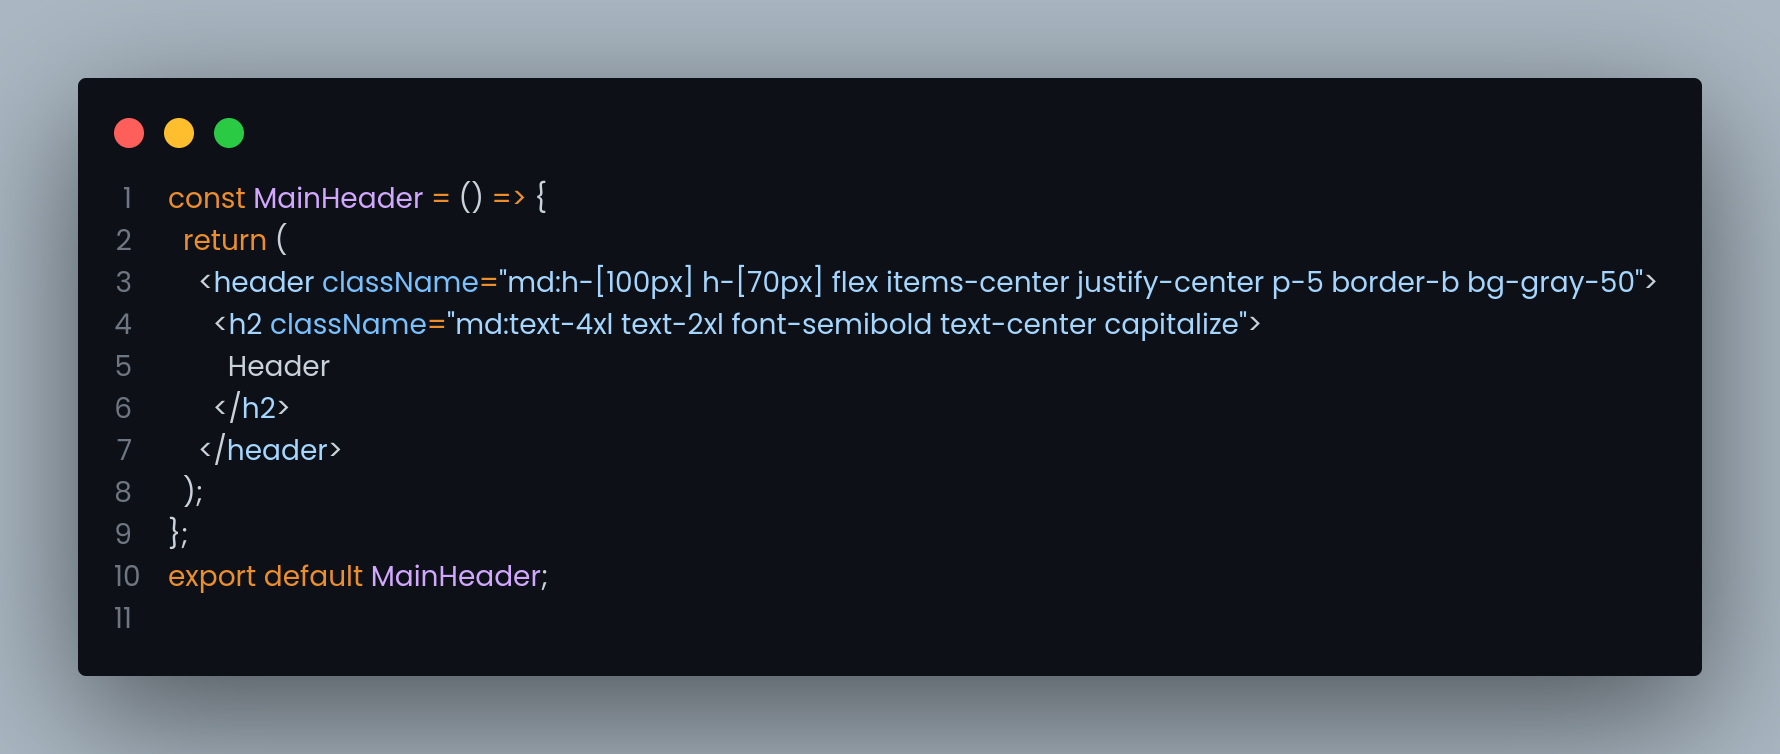 1 const MainHeader = () => {
2 return (
3 <header className="md:h-[100px] h-[70px] flex items-center justify-center p-5 border-b bg-gray-50">
4 <h2 className="md:text-4xl text-2xl font-semibold text-center capitalize">
5 Header
6 </h2>
7 </header>
8 );
9 };
10 export default MainHeader;
11